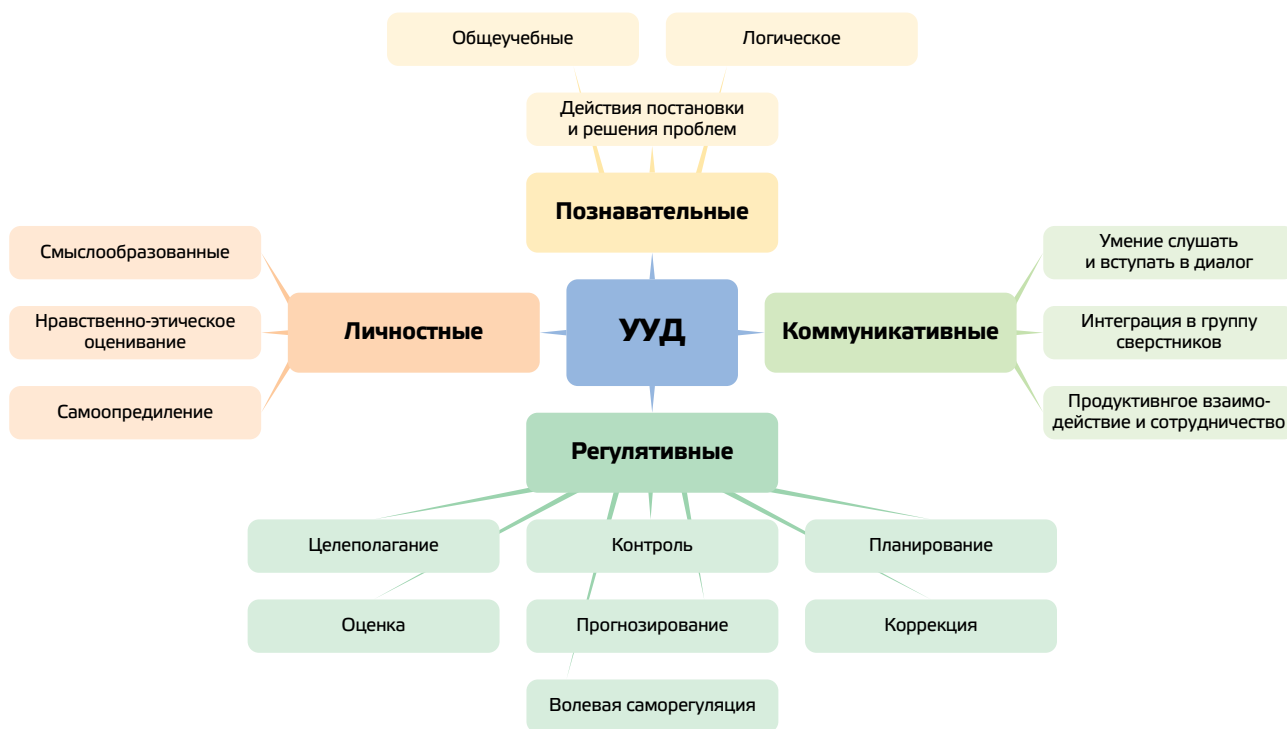 Общеучебные
Логическое
Действия постановки
и решения проблем
Познавательные
Смыслообразованные
Нравственно-этическое
оценивание
Самоопредиление
Личностные
УУД
Коммуникативные
Умение слушать
и вступать в диалог
Интеграция в группу
сверстников
Продуктивнгое взаимо-
действие и сотрудничество
Регулятивные
Целеполагание
Контроль
Планирование
Оценка
Прогнозирование
Коррекция
Волевая саморегуляция